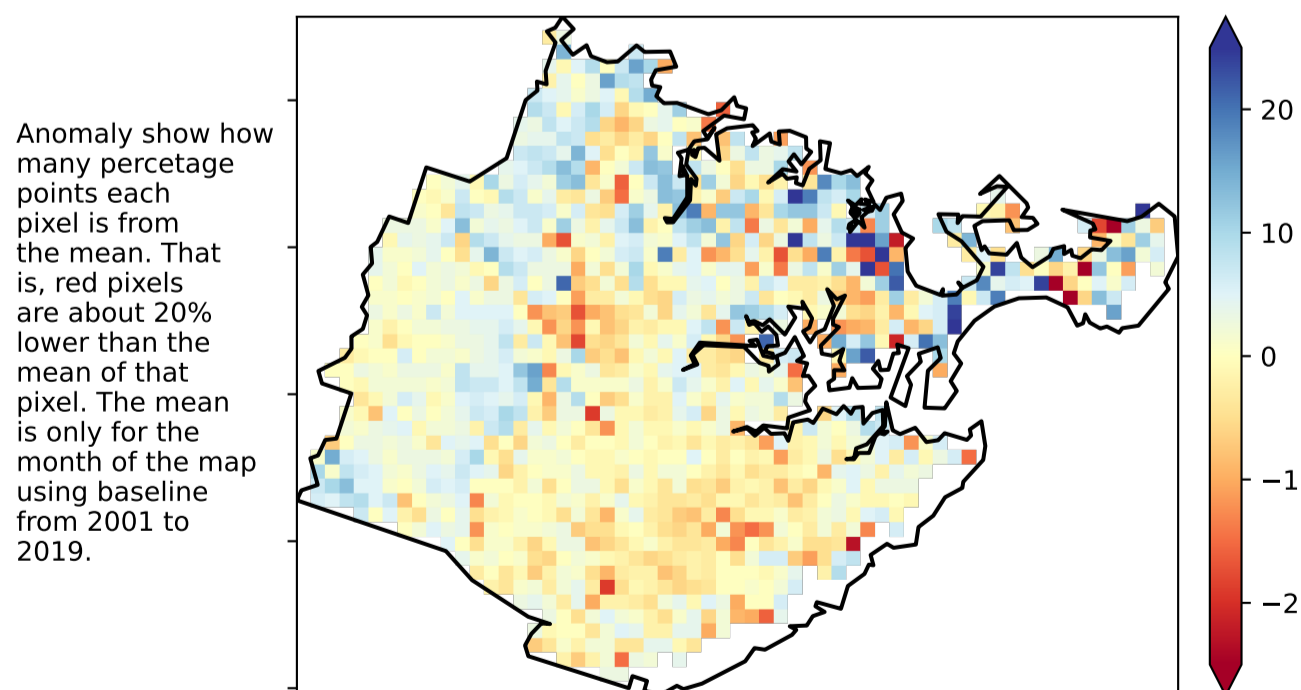 Anomaly show how
many percetage
points each
pixel is from
the mean. That
is, red pixels
are about 20%
lower than the
mean of that
pixel. The mean
is only for the
month of the map
using baseline
from 2001 to
2019.
20
10
0
−1
−2